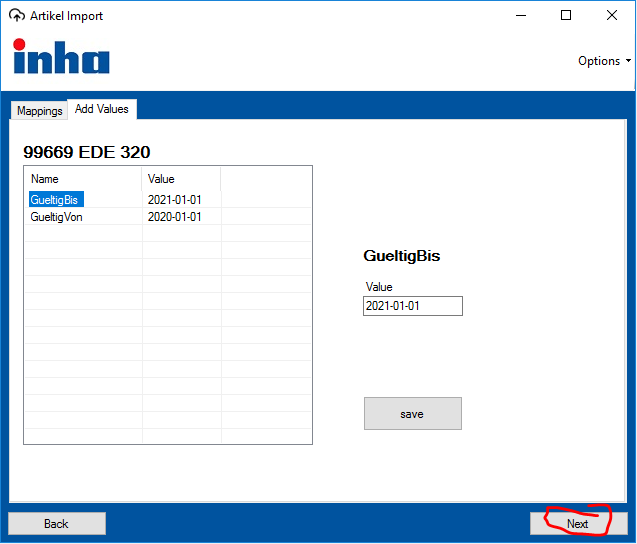 Artikel Import
inha
Options
Mappings
Add Values
99669 EDE 320
Name Value
GueltigBis 2021-01-01
GueltigVon 2020-01-01
GueltigBis
Value
2021-01-01
save
Back
Next